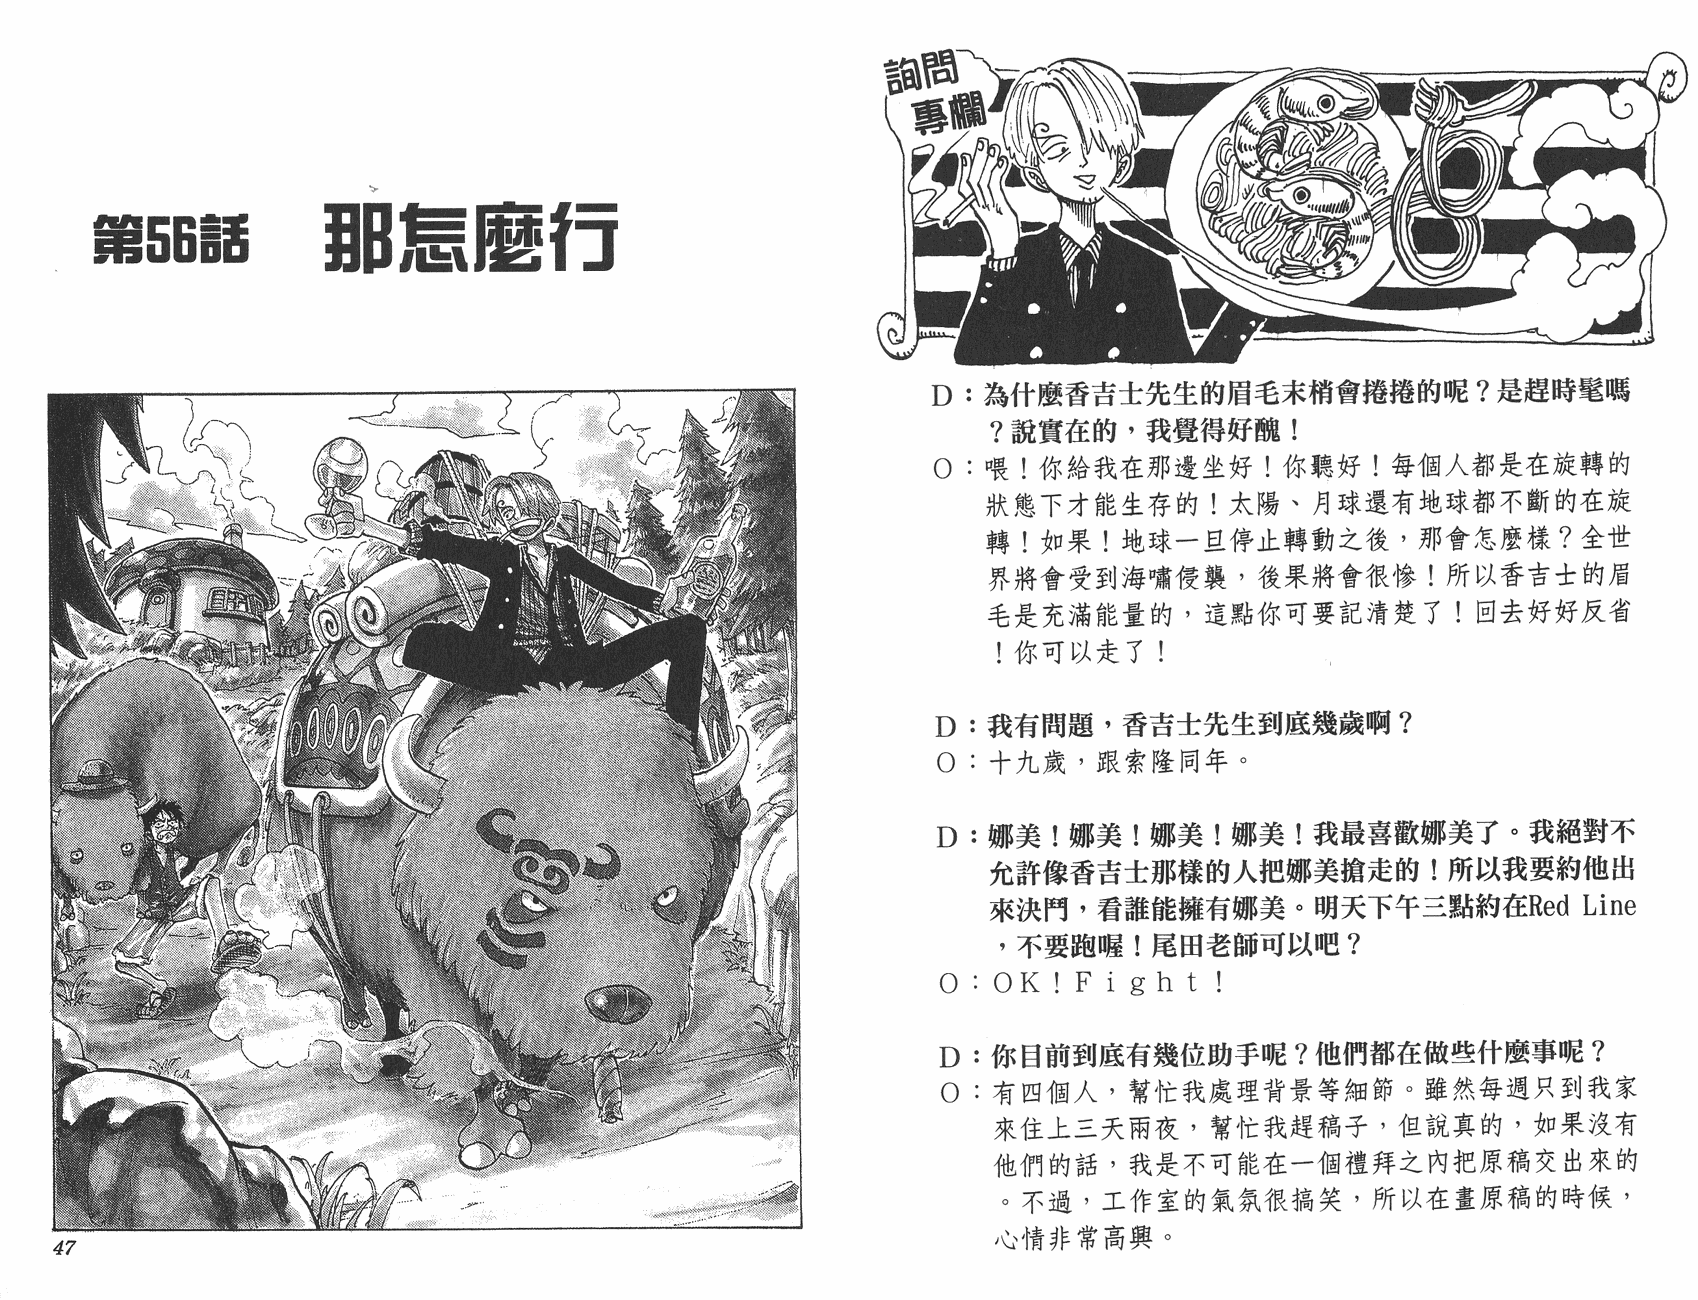 詢問
專欄
D：為什麼香吉士先生的眉毛末梢會捲捲的呢？是趕時髦嗎
？說實在的，我覺得好醜！
O：喂！你給我在那邊坐好！你聽好！每個人都是在旋轉的
狀態下才能生存的！太陽、月球還有地球都不斷的在旋
轉！如果！地球一旦停止轉動之後，那會怎麼樣？全世
界將會受到海嘯侵襲，後果將會很慘！所以香吉士的眉
毛是充滿能量的，這點你可要記清楚了！回去好好反省
！你可以走了！
D：我有問題，香吉士先生到底幾歲啊？
O：十九歲，跟索隆同年。
D：娜美！娜美！娜美！娜美！我最喜歡娜美了。我絕對不
允許像香吉士那樣的人把娜美搶走的！所以我要約他出
來決鬥，看誰能擁有娜美。明天下午三點約在Red Line
，不要跑喔！尾田老師可以吧？
O：OK！Fight！
D：你目前到底有幾位助手呢？他們都在做些什麼事呢？
O：有四個人，幫忙我處理背景等細節。雖然每週只到我家
來住上三天兩夜，幫忙我趕稿子，但說真的，如果沒有
他們的話，我是不可能在一個禮拜之內把原稿交出來的
。不過，工作室的氣氛很搞笑，所以在畫原稿的時候，
心情非常高興。
第56話　那怎麼行
47